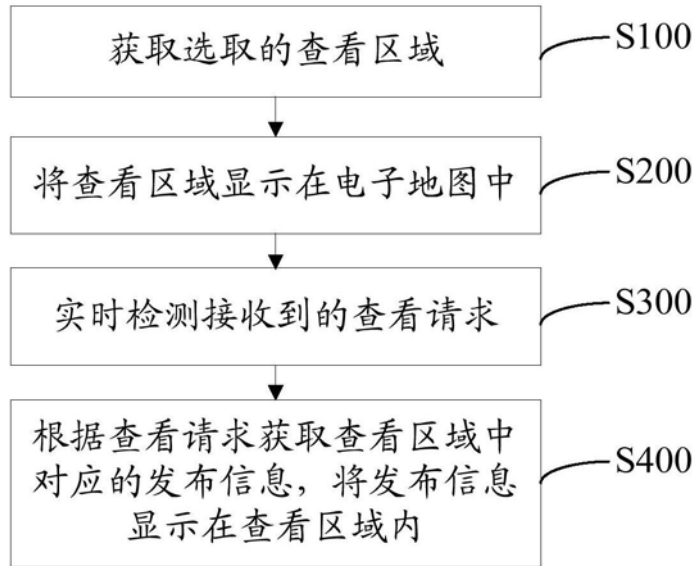 获取选取的查看区域
S100
将查看区域显示在电子地图中
S200
实时检测接收到的查看请求
S300
根据查看请求获取查看区域中
对应的发布信息，将发布信息
显示在查看区域内
S400